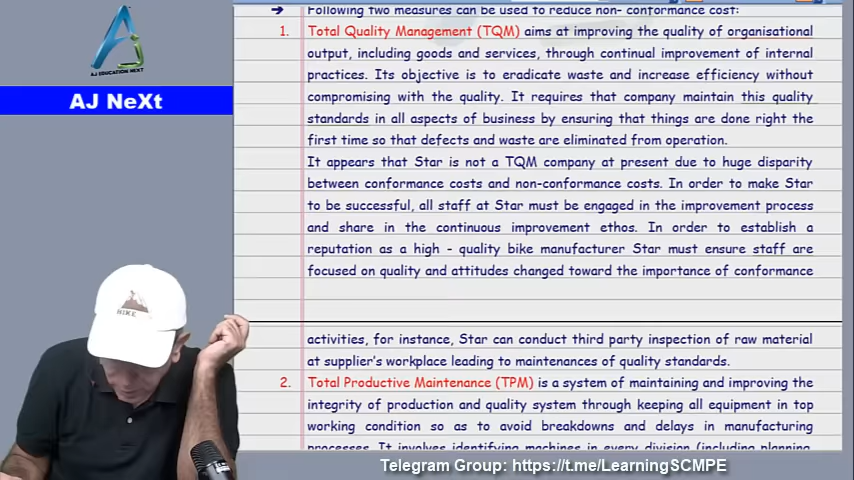 Following two measures can be used to reduce non- conformance cost:
1. Total Quality Management (TQM) aims at improving the quality of organisational
output, including goods and services, through continual improvement of internal
practices. Its objective is to eradicate waste and increase efficiency without
compromising with the quality. It requires that company maintain this quality
standards in all aspects of business by ensuring that things are done right the
first time so that defects and waste are eliminated from operation.
It appears that Star is not a TQM company at present due to huge disparity
between conformance costs and non-conformance costs. In order to make Star
to be successful, all staff at Star must be engaged in the improvement process
and share in the continuous improvement ethos. In order to establish a
reputation as a high - quality bike manufacturer Star must ensure staff are
focused on quality and attitudes changed toward the importance of conformance
activities, for instance, Star can conduct third party inspection of raw material
at supplier's workplace leading to maintenances of quality standards.
2. Total Productive Maintenance (TPM) is a system of maintaining and improving the
integrity of production and quality system through keeping all equipment in top
working condition so as to avoid breakdowns and delays in manufacturing
processes. It involves identifying machines in every division (including planning,
AJ EDUCATION NEXT
AJ NeXt
HIKE
Telegram Group: https://t.me/LearningSCMPE